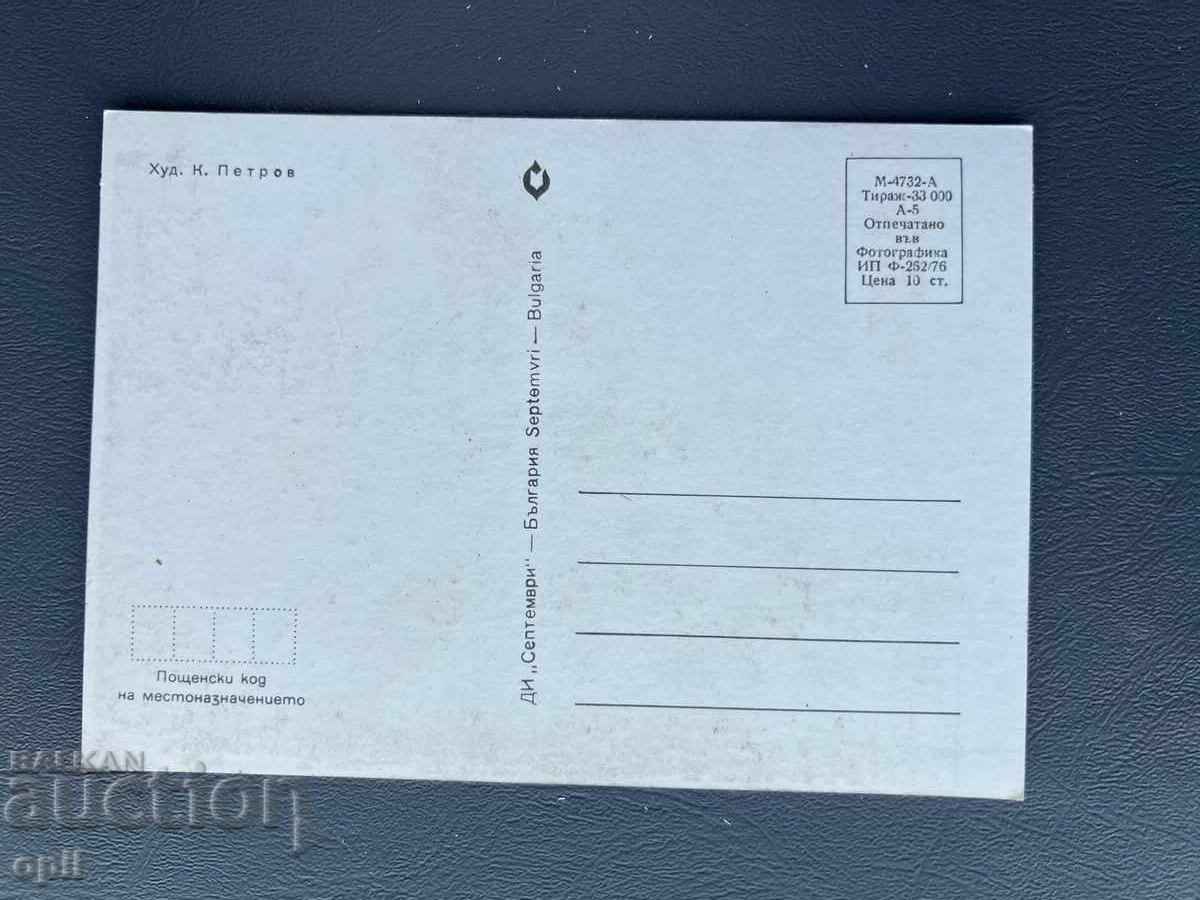 Худ. К. Петров
М-4732-А
Тираж-33 000
А-5
Отпечатано
във
Фотографика
ИП Ф-252/76
Цена 10 ст.
ДИ „Септември" — България Septemvri — Bulgaria
Пощенски код
на местоназначението
BALKAN
auction
opll